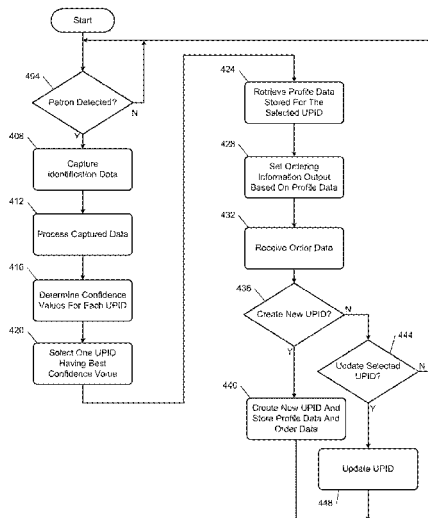 Start
494
Patron Detected?
N
Y
408
Capture
Identification Data
412
Process Captured Data
416
Determine Confidence
Values For Each UPID
420
Select One UPID
Having Best
Confidence Value
424
Retrieve Profile Data
Stored For The
Selected UPID
428
Set Ordering
Information Output
Based On Profile Data
432
Receive Order Data
436
Create New UPID?
N
Y
444
Update Selected
UPID?
N
Y
440
Create New UPID And
Store Profile Data And
Order Data
Update UPID
448